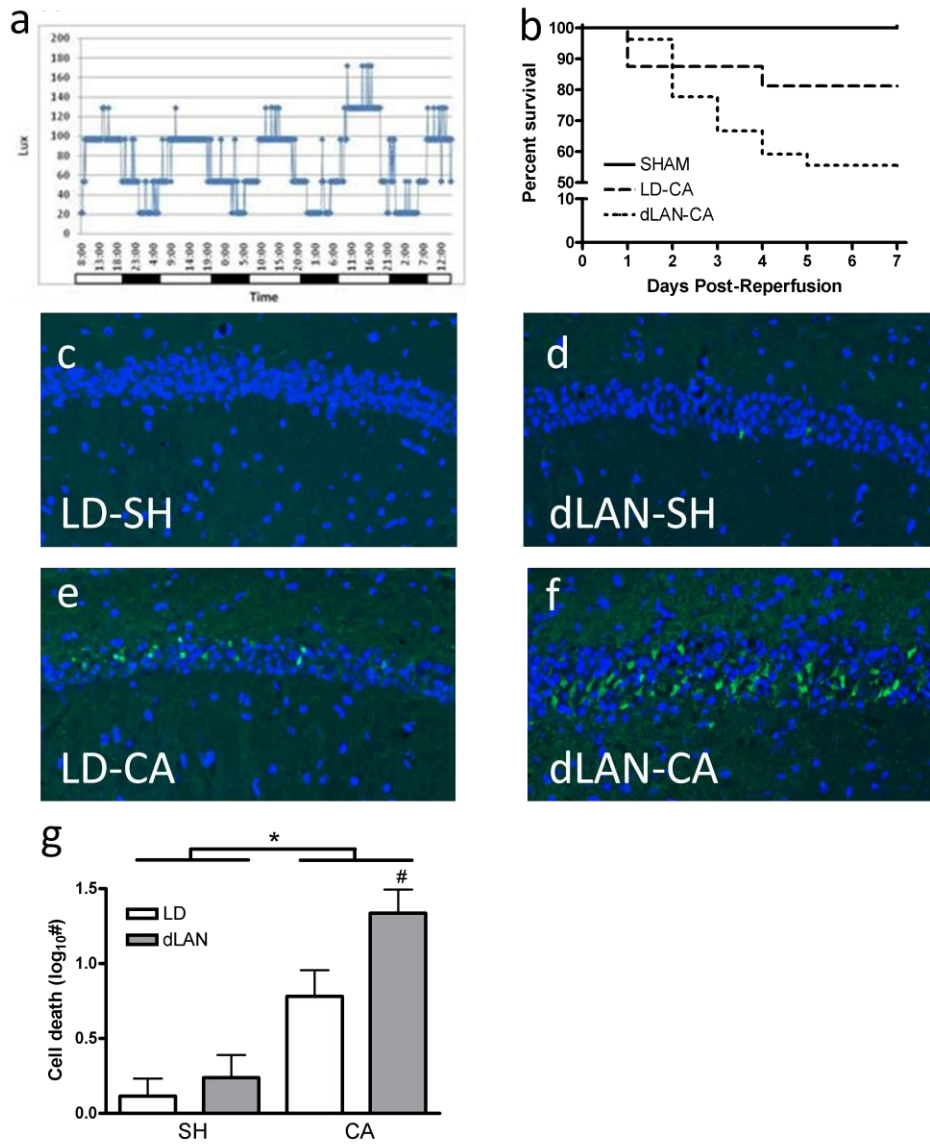 a
200
180
160
140
120
100
80
60
40
20
0
Lux
8:00
13:00
18:00
23:00
4:00
9:00
14:00
19:00
0:00
5:00
10:00
15:00
20:00
1:00
6:00
11:00
16:00
21:00
2:00
7:00
12:00
Time
b
100
90
80
70
60
50
10
0
Percent survival
SHAM
LD-CA
dLAN-CA
0 1 2 3 4 5 6 7
Days Post-Reperfusion
c
LD-SH
d
dLAN-SH
e
LD-CA
f
dLAN-CA
g
*
#
1.5
1.0
0.5
0.0
Cell death (log₁₀#)
LD
dLAN
SH CA